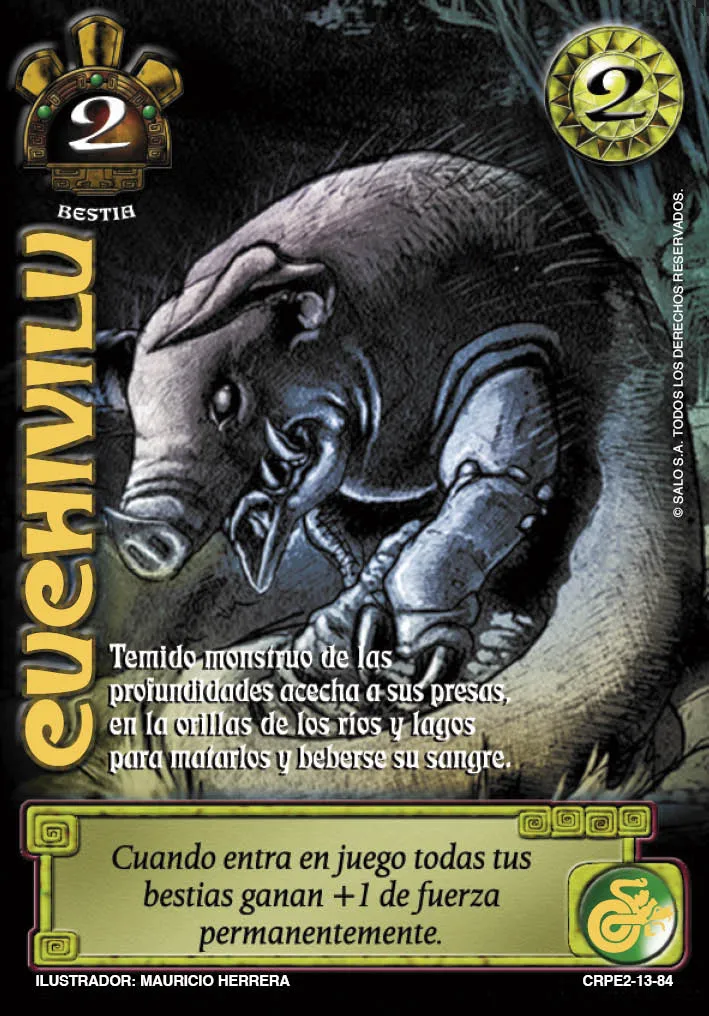 2
2
BESTIA
CUCHIVILU
© SALO S.A. TODOS LOS DERECHOS RESERVADOS.
Temido monstruo de las
profundidades acecha a sus presas,
en la orillas de los ríos y lagos
para matarlos y beberse su sangre.
Cuando entra en juego todas tus
bestias ganan +1 de fuerza
permanentemente.
ILUSTRADOR: MAURICIO HERRERA
CRPE2-13-84